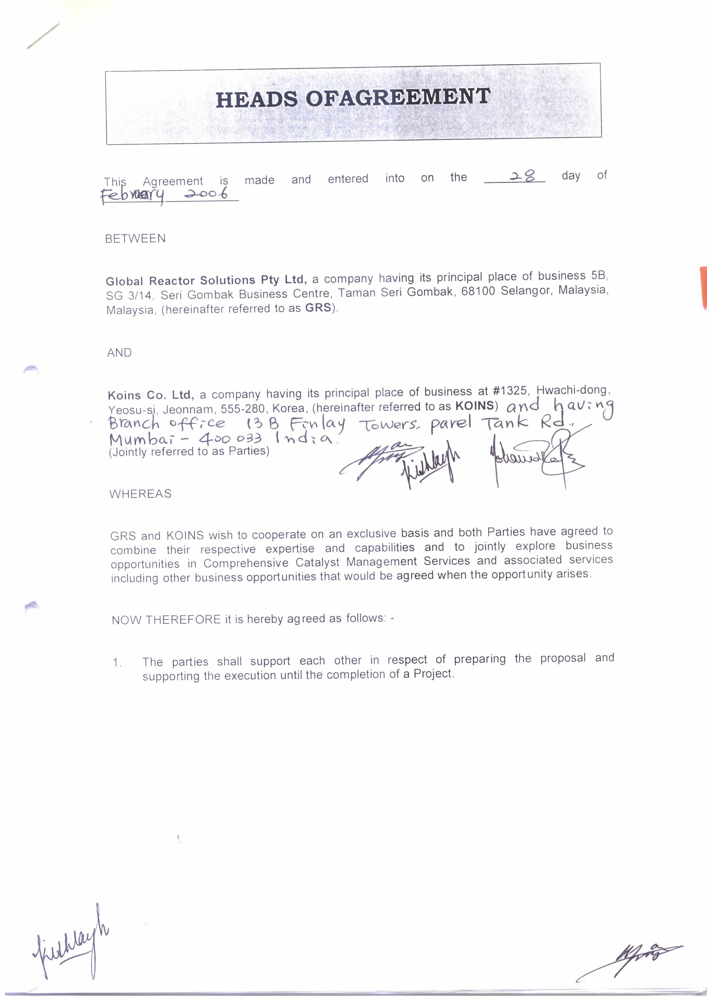 HEADS OFAGREEMENT
This Agreement is made and entered into on the 28 day of
February 2006
BETWEEN
Global Reactor Solutions Pty Ltd, a company having its principal place of business 5B,
SG 3/14, Seri Gombak Business Centre, Taman Seri Gombak, 68100 Selangor, Malaysia,
Malaysia, (hereinafter referred to as GRS).
AND
Koins Co. Ltd, a company having its principal place of business at #1325, Hwachi-dong,
Yeosu-si, Jeonnam, 555-280, Korea, (hereinafter referred to as KOINS) and having
Branch office 13 B Finlay Towers. parel Tank Rd.,
Mumbai - 400 033 India.
(Jointly referred to as Parties)
WHEREAS
GRS and KOINS wish to cooperate on an exclusive basis and both Parties have agreed to
combine their respective expertise and capabilities and to jointly explore business
opportunities in Comprehensive Catalyst Management Services and associated services
including other business opportunities that would be agreed when the opportunity arises.
NOW THEREFORE it is hereby agreed as follows: -
1. The parties shall support each other in respect of preparing the proposal and
supporting the execution until the completion of a Project.